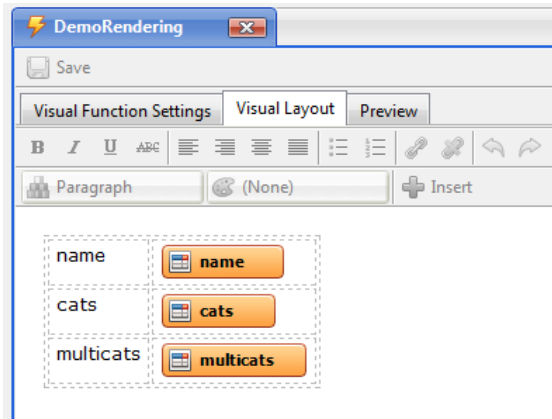 DemoRendering
Save
Visual Function Settings Visual Layout Preview
B I U ABC
Paragraph (None) Insert
name name
cats cats
multicats multicats